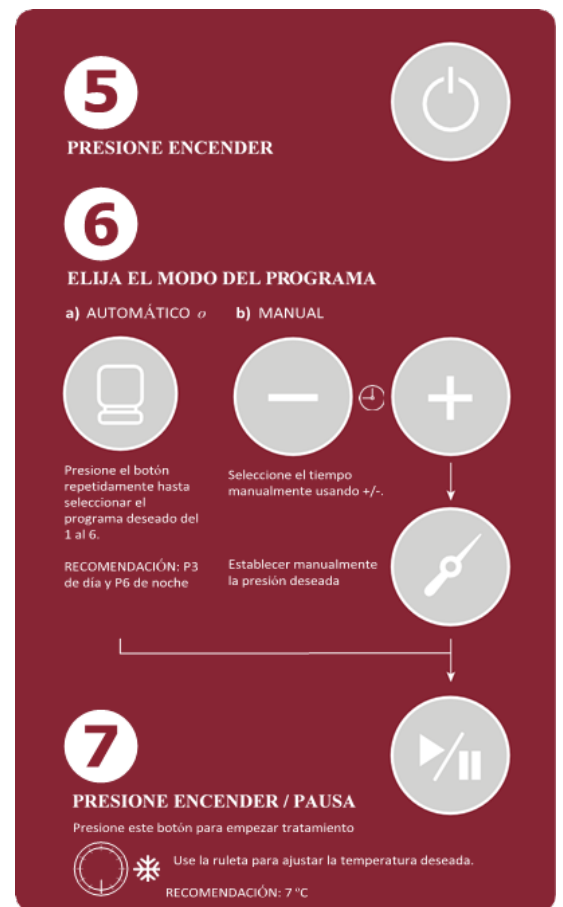 5
PRESIONE ENCENDER
6
ELIJA EL MODO DEL PROGRAMA
a) AUTOMÁTICO o b) MANUAL
Presione el botón
repetidamente hasta
seleccionar el
programa deseado del
1 al 6.
RECOMENDACIÓN: P3
de día y P6 de noche
Seleccione el tiempo
manualmente usando +/-.
Establecer manualmente
la presión deseada
7
PRESIONE ENCENDER / PAUSA
Presione este botón para empezar tratamiento
Use la ruleta para ajustar la temperatura deseada.
RECOMENDACIÓN: 7 °C